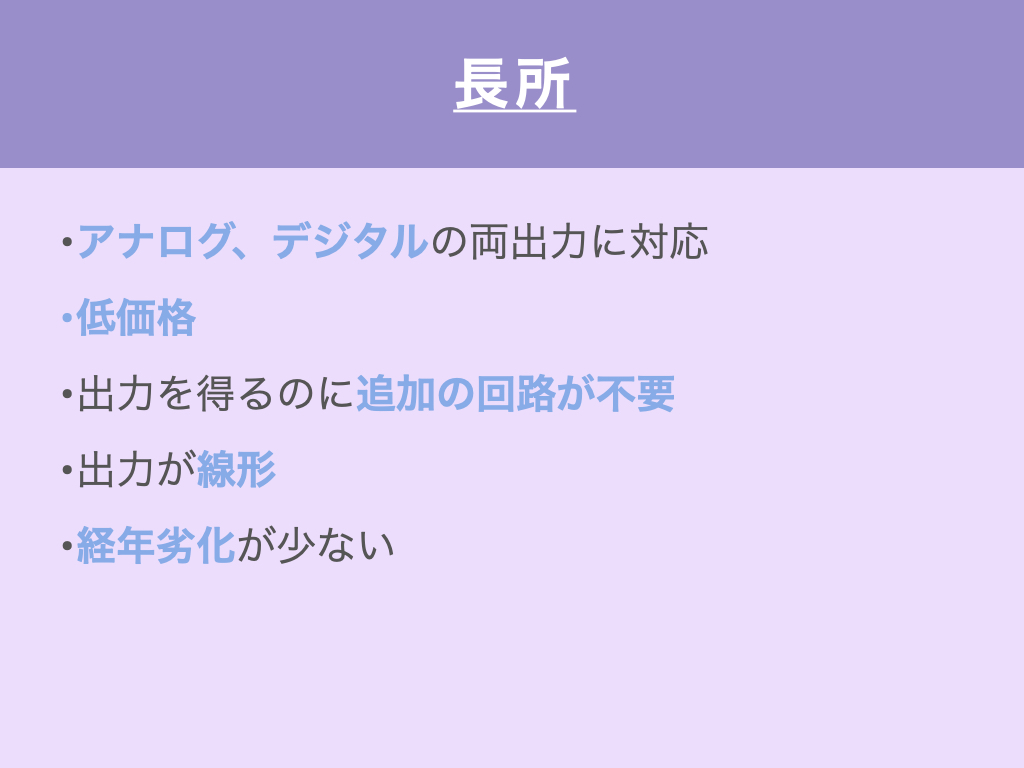 長所
•アナログ、デジタルの両出力に対応
•低価格
•出力を得るのに追加の回路が不要
•出力が線形
•経年劣化が少ない